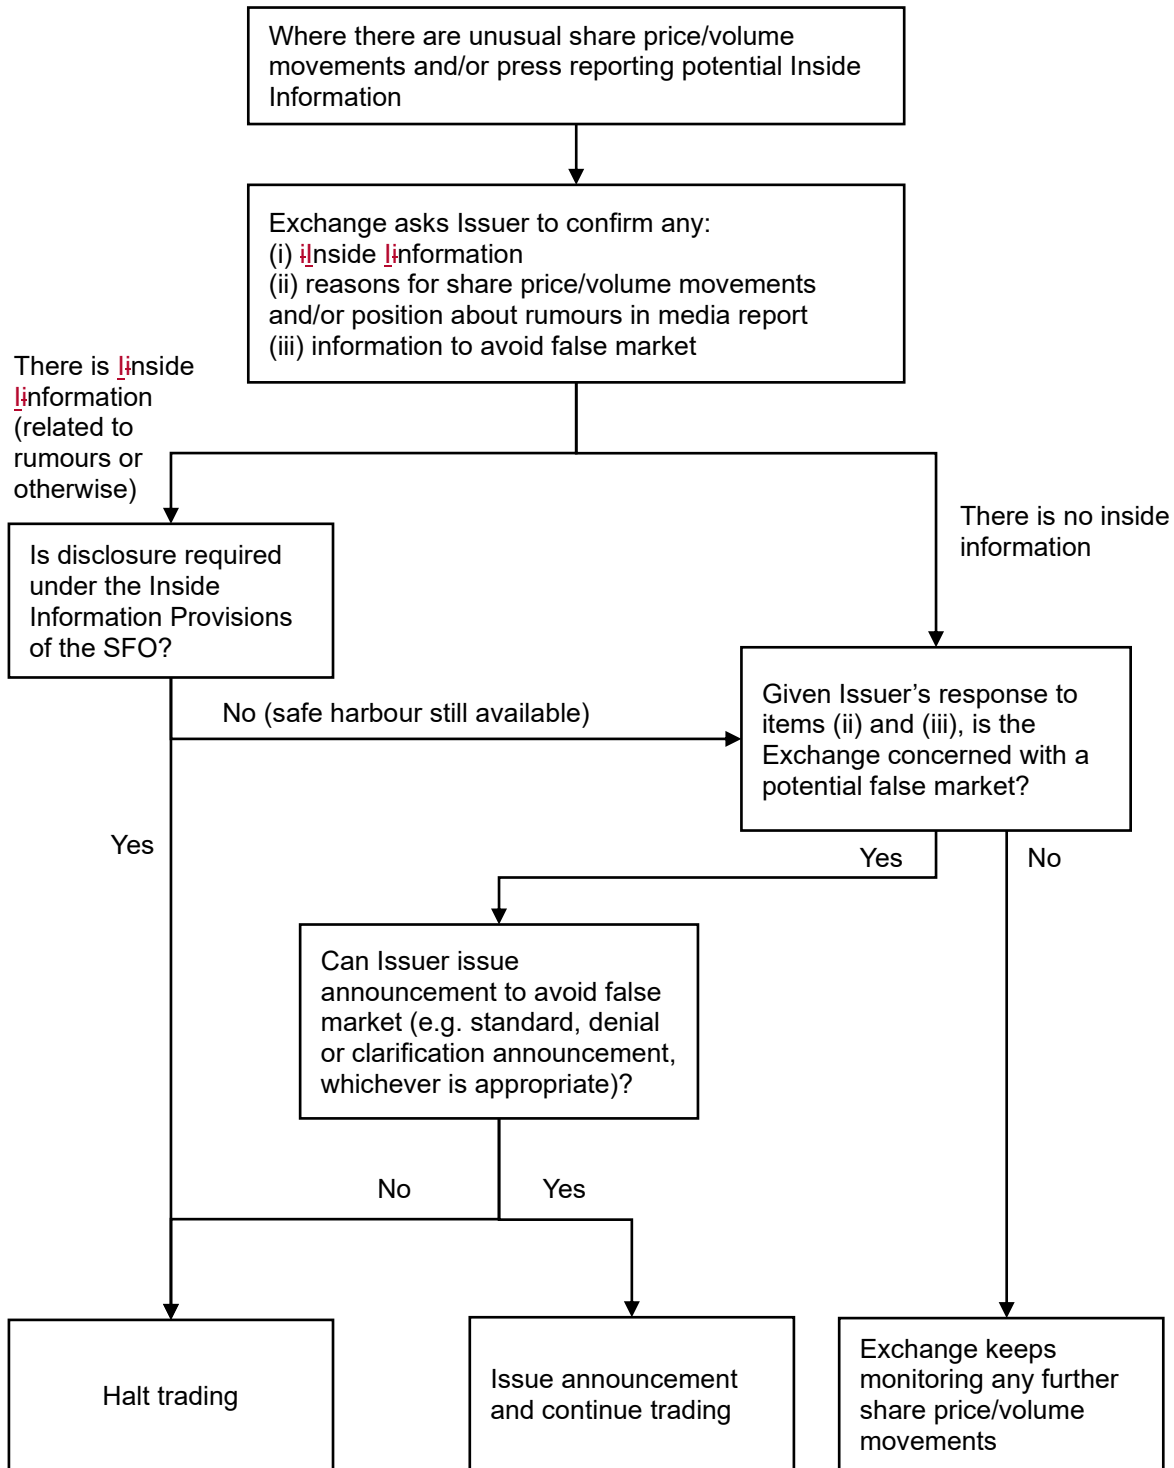 Where there are unusual share price/volume
movements and/or press reporting potential Inside
Information
Exchange asks Issuer to confirm any:
(i) iInside Iinformation
(ii) reasons for share price/volume movements
and/or position about rumours in media report
(iii) information to avoid false market
There is Iinside
Iinformation
(related to
rumours or
otherwise)
There is no inside
information
Is disclosure required
under the Inside
Information Provisions
of the SFO?
No (safe harbour still available)
Given Issuer’s response to
items (ii) and (iii), is the
Exchange concerned with a
potential false market?
Yes
Yes
No
Can Issuer issue
announcement to avoid false
market (e.g. standard, denial
or clarification announcement,
whichever is appropriate)?
No
Yes
Halt trading
Issue announcement
and continue trading
Exchange keeps
monitoring any further
share price/volume
movements